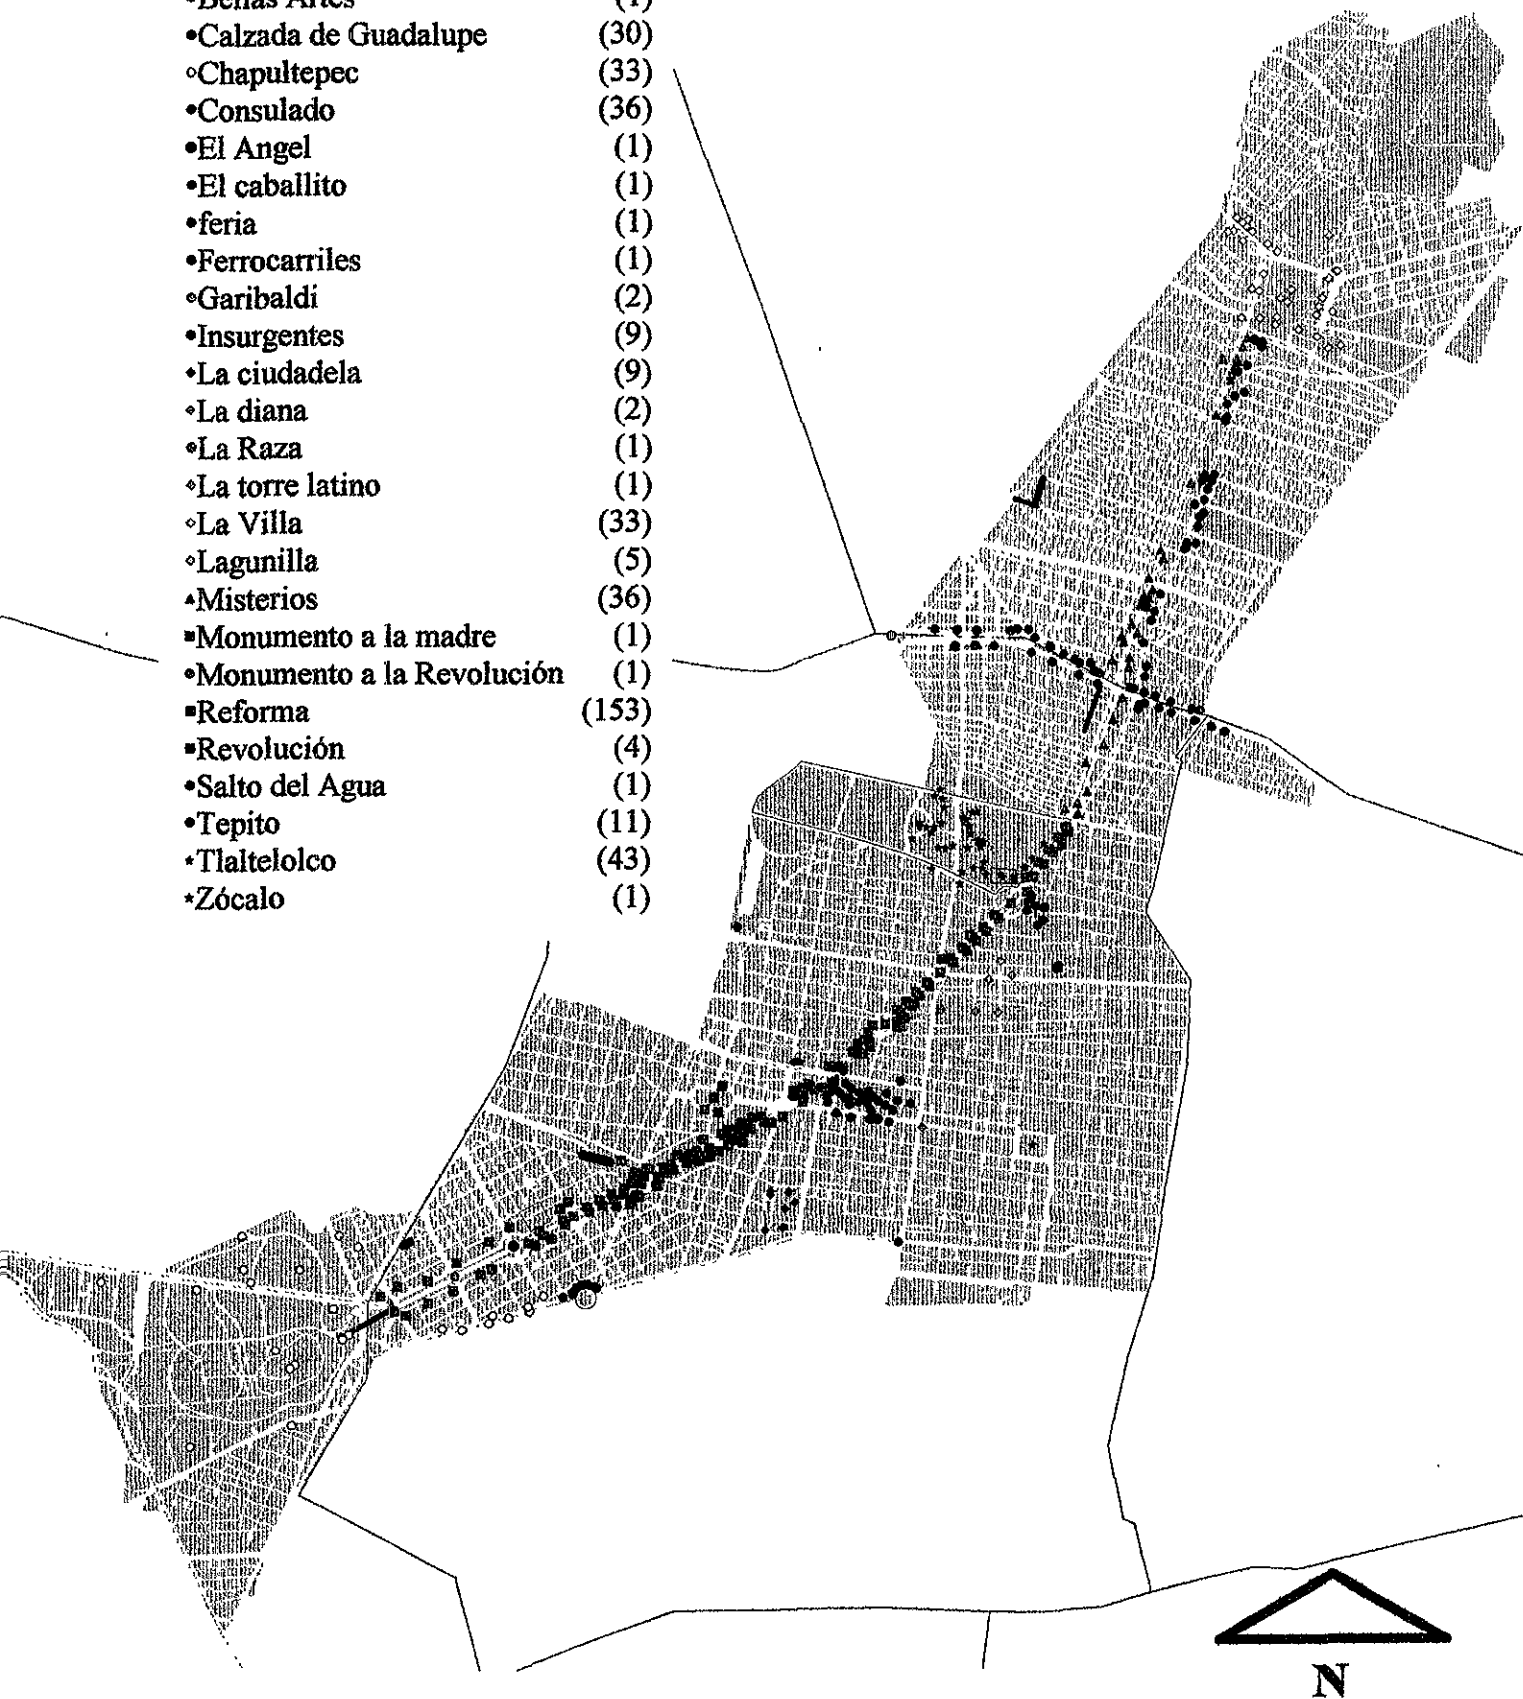 •Calzada de Guadalupe (30)
◦Chapultepec (33)
•Consulado (36)
•El Angel (1)
•El caballito (1)
•feria (1)
•Ferrocarriles (1)
•Garibaldi (2)
•Insurgentes (9)
•La ciudadela (9)
•La diana (2)
•La Raza (1)
•La torre latino (1)
◦La Villa (33)
◦Lagunilla (5)
▲Misterios (36)
■Monumento a la madre (1)
•Monumento a la Revolución (1)
■Reforma (153)
■Revolución (4)
•Salto del Agua (1)
•Tepito (11)
★Tlaltelolco (43)
★Zócalo (1)
N